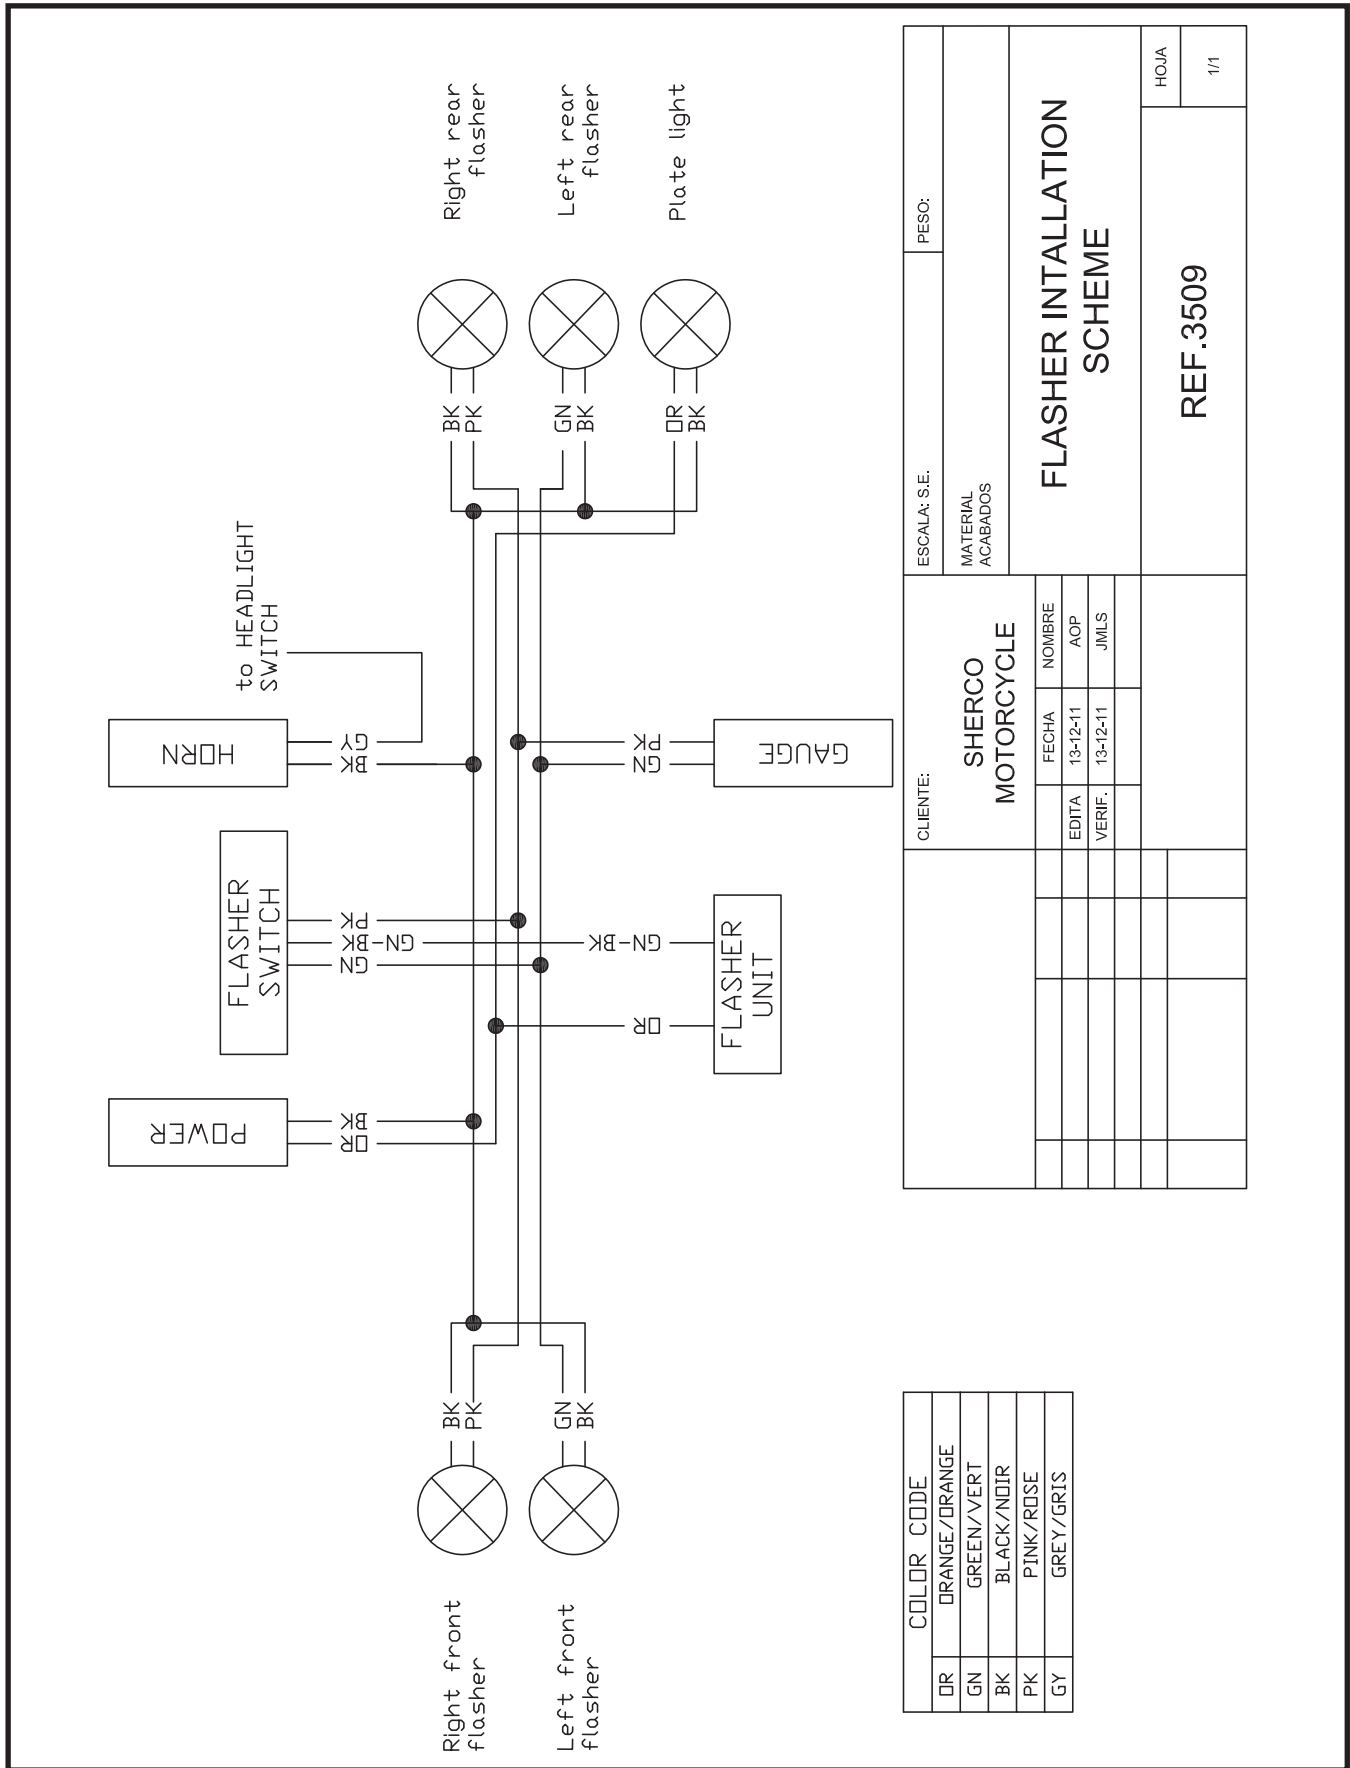 Right front
flasher
Left front
flasher
BK
PK
GN
BK
POWER
OR
BK
FLASHER
SWITCH
GN
GN-BK
PK
HORN
BK
GY
to HEADLIGHT
SWITCH
FLASHER
UNIT
OR
GN-BK
GAUGE
GN
PK
BK
PK
GN
BK
OR
BK
Right rear
flasher
Left rear
flasher
Plate light
COLOR CODE
OR ORANGE/ORANGE
GN GREEN/VERT
BK BLACK/NOIR
PK PINK/ROSE
GY GREY/GRIS
CLIENTE:
SHERCO
MOTORCYCLE
FECHA NOMBRE
EDITA 13-12-11 AOP
VERIF. 13-12-11 JMLS
ESCALA: S.E. PESO:
MATERIAL
ACABADOS
FLASHER INTALLATION
SCHEME
REF.3509
HOJA
1/1